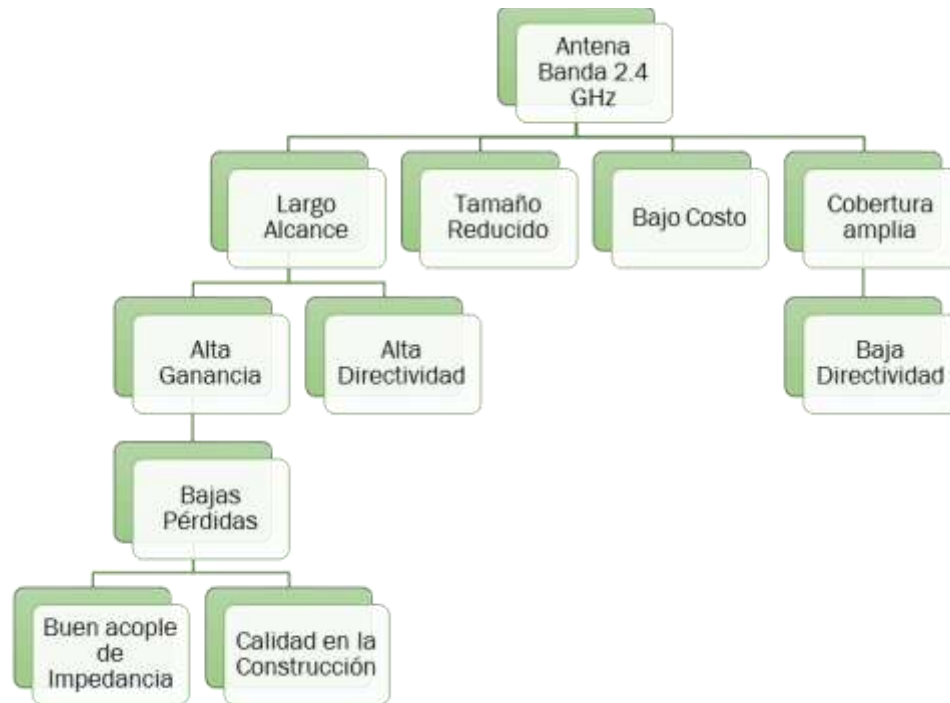 Antena
Banda 2.4
GHz
Largo
Alcance
Tamaño
Reducido
Bajo Costo
Cobertura
amplia
Alta
Ganancia
Alta
Directividad
Baja
Directividad
Bajas
Pérdidas
Buen acople
de
Impedancia
Calidad en la
Construcción